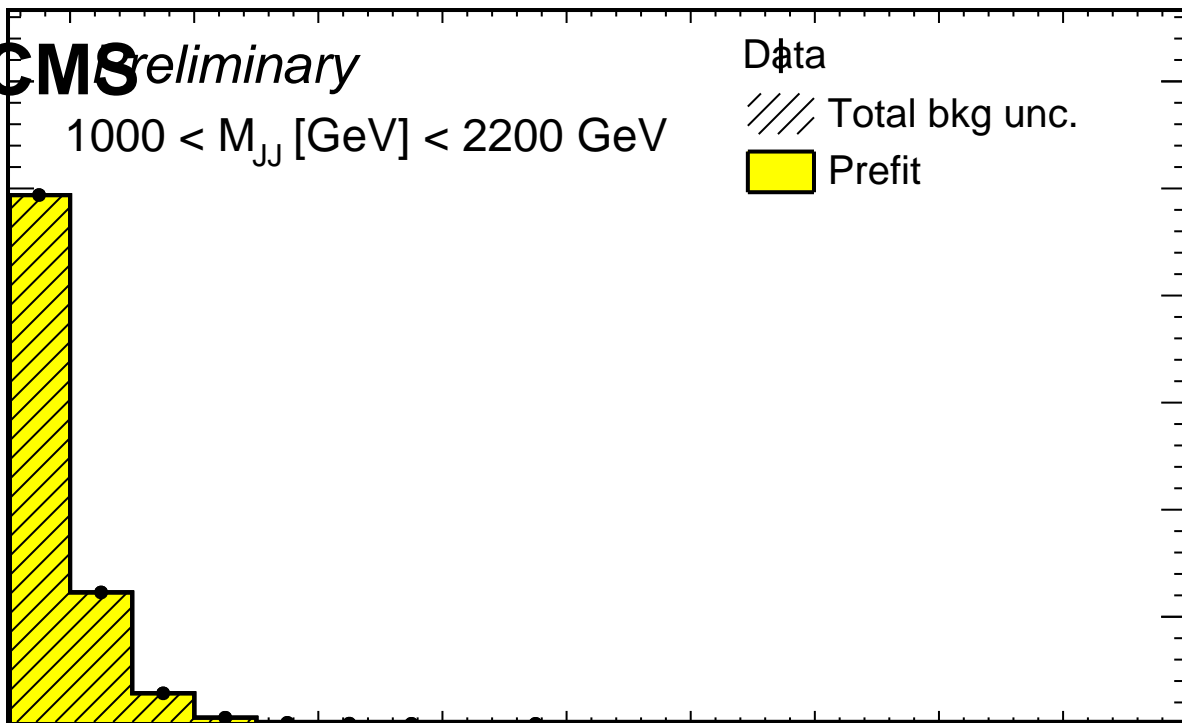 CMS Preliminary
1000 < M_JJ [GeV] < 2200 GeV
Data
Total bkg unc.
Prefit